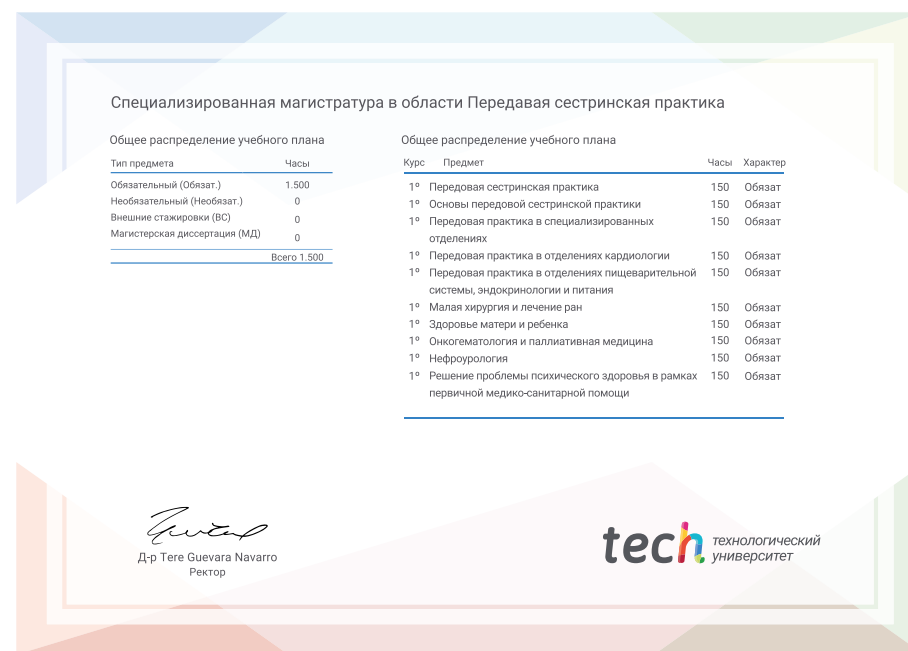 Специализированная магистратура в области Передавая сестринская практика
Общее распределение учебного плана
Тип предмета Часы
Обязательный (Обязат.) 1.500
Необязательный (Необязат.) 0
Внешние стажировки (ВС) 0
Магистерская диссертация (МД) 0
Всего 1.500
Общее распределение учебного плана
Курс Предмет Часы Характер
1º Передовая сестринская практика 150 Обязат
1º Основы передовой сестринской практики 150 Обязат
1º Передовая практика в специализированных 150 Обязат
отделениях
1º Передовая практика в отделениях кардиологии 150 Обязат
1º Передовая практика в отделениях пищеварительной 150 Обязат
системы, эндокринологии и питания
1º Малая хирургия и лечение ран 150 Обязат
1º Здоровье матери и ребенка 150 Обязат
1º Онкогематология и паллиативная медицина 150 Обязат
1º Нефроурология 150 Обязат
1º Решение проблемы психического здоровья в рамках 150 Обязат
первичной медико-санитарной помощи
Д-р Tere Guevara Navarro
Ректор
tech технологический
университет